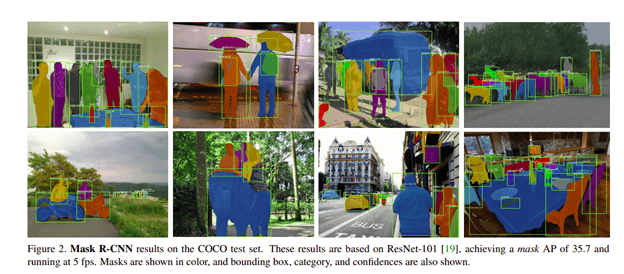 BUS
TAXI
Figure 2. Mask R-CNN results on the COCO test set. These results are based on ResNet-101 [19], achieving a mask AP of 35.7 and
running at 5 fps. Masks are shown in color, and bounding box, category, and confidences are also shown.